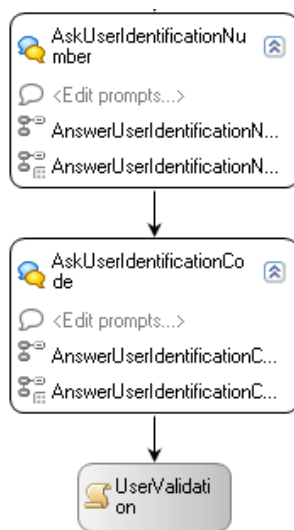 AskUserIdentificationNu
mber
<Edit prompts...>
AnswerUserIdentificationN...
AnswerUserIdentificationN...
AskUserIdentificationCo
de
<Edit prompts...>
AnswerUserIdentificationC...
AnswerUserIdentificationC...
UserValidati
on